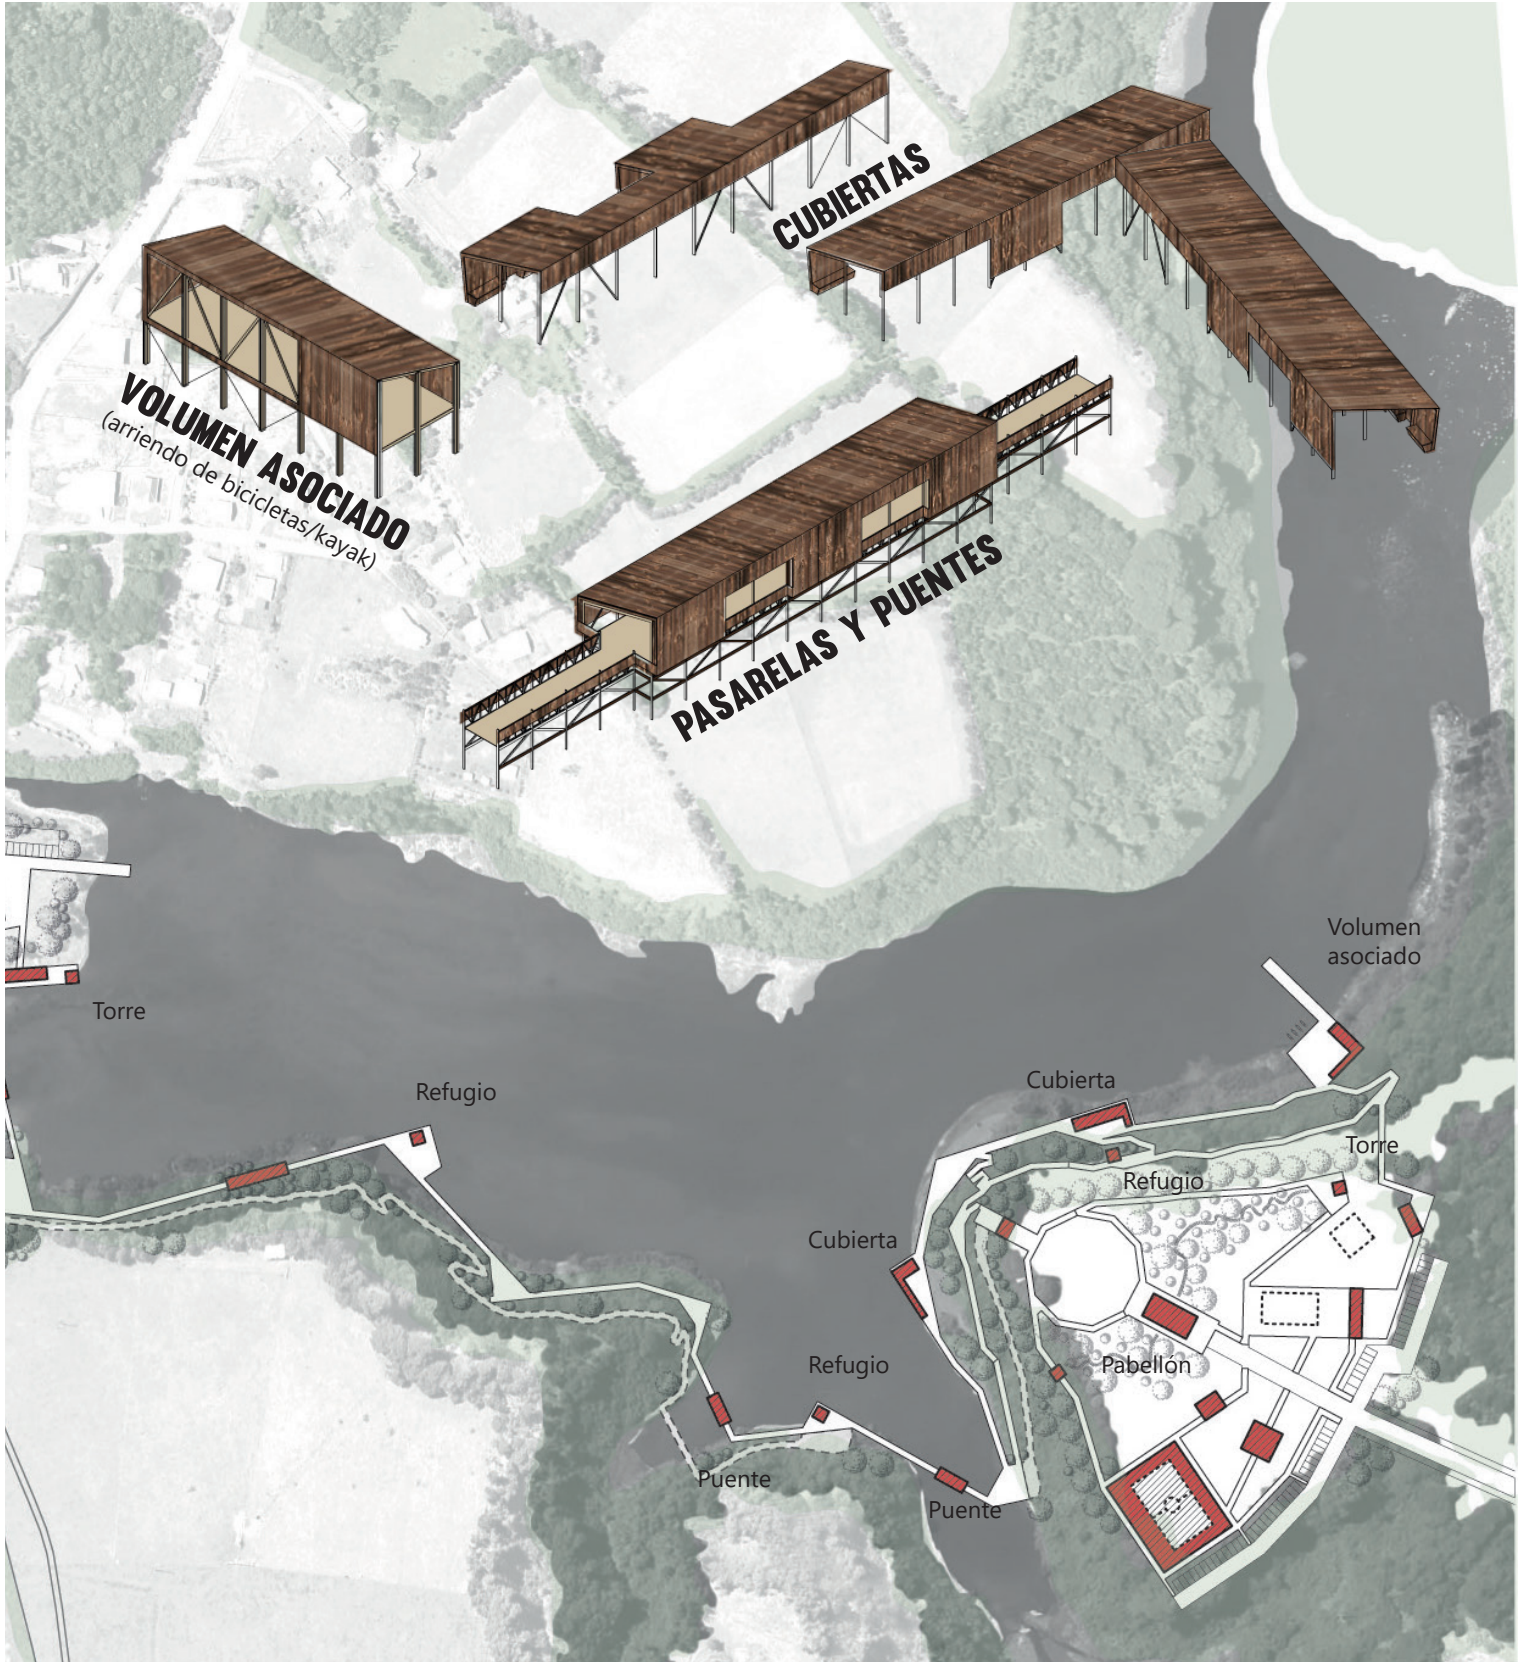 CUBIERTAS
VOLUMEN ASOCIADO
(arriendo de bicicletas/kayak)
PASARELAS Y PUENTES
Volumen
asociado
Torre
Cubierta
Refugio
Torre
Refugio
Cubierta
Refugio
Pabellón
Puente
Puente